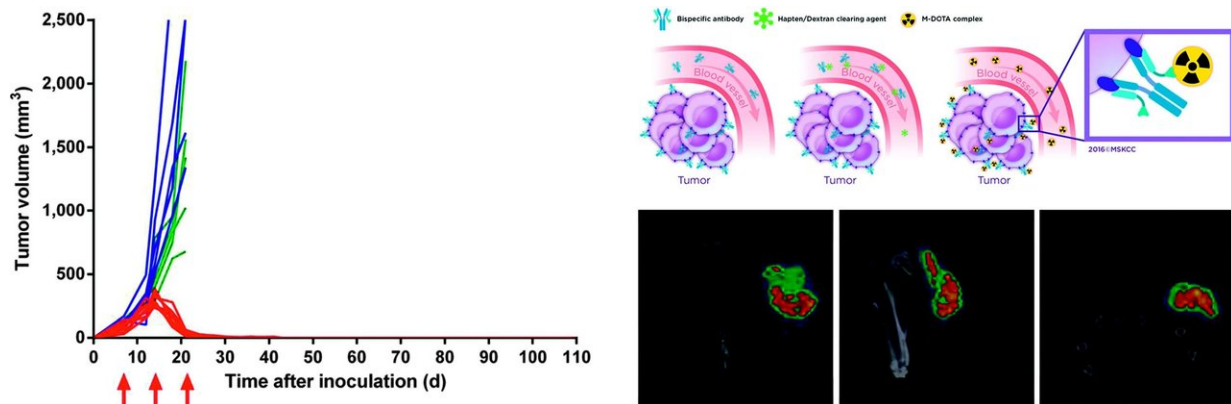 2,500
2,000
1,500
1,000
500
0
Tumor volume (mm³)
0 10 20 30 40 50 60 70 80 90 100 110
Time after inoculation (d)
Bispecific antibody
Hapten/Dextran clearing agent
M-DOTA complex
Blood vessel
Blood vessel
Blood vessel
Tumor
Tumor
Tumor
2016©MSKCC